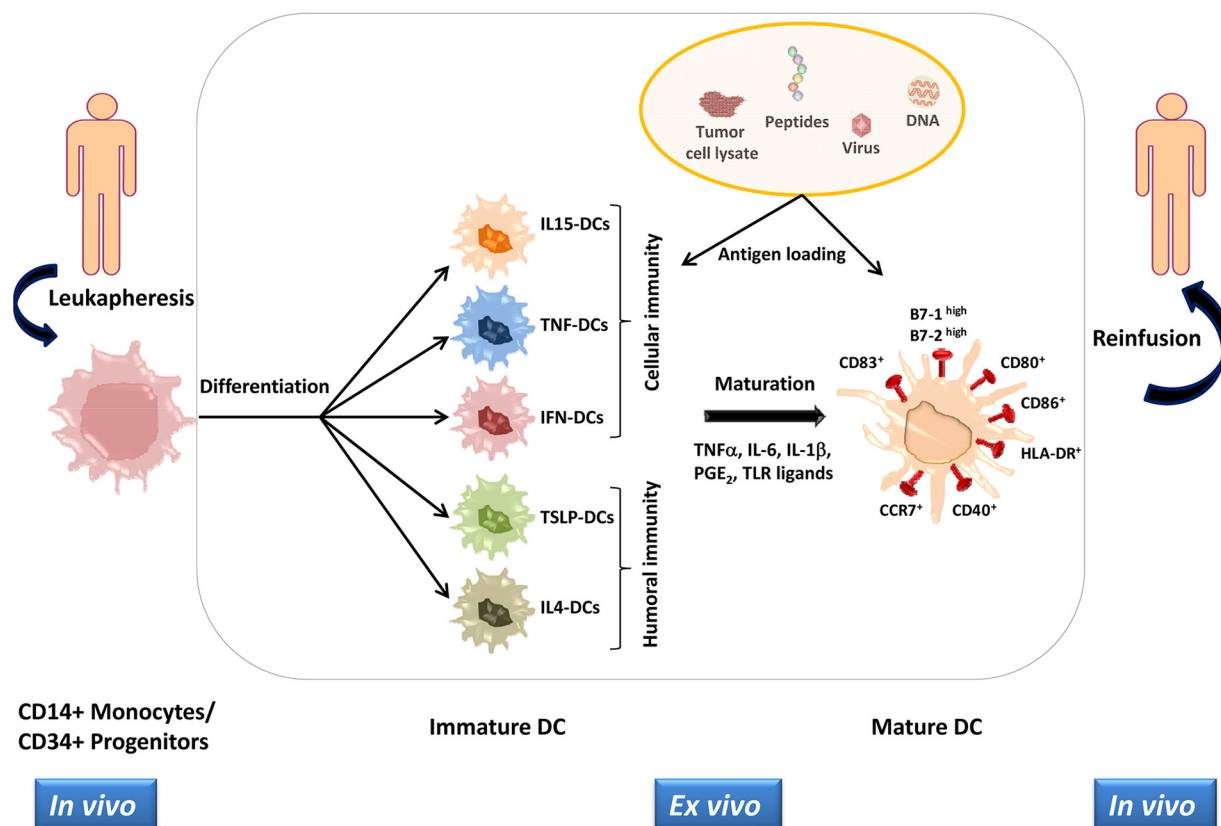 Tumor
cell lysate
Peptides
Virus
DNA
Leukapheresis
Differentiation
IL15-DCs
TNF-DCs
IFN-DCs
TSLP-DCs
IL4-DCs
Cellular immunity
Humoral immunity
Antigen loading
Maturation
TNFα, IL-6, IL-1β,
PGE₂, TLR ligands
B7-1 high
B7-2 high
CD83⁺
CD80⁺
CD86⁺
HLA-DR⁺
CCR7⁺
CD40⁺
Reinfusion
CD14+ Monocytes/
CD34+ Progenitors
Immature DC
Mature DC
In vivo
Ex vivo
In vivo